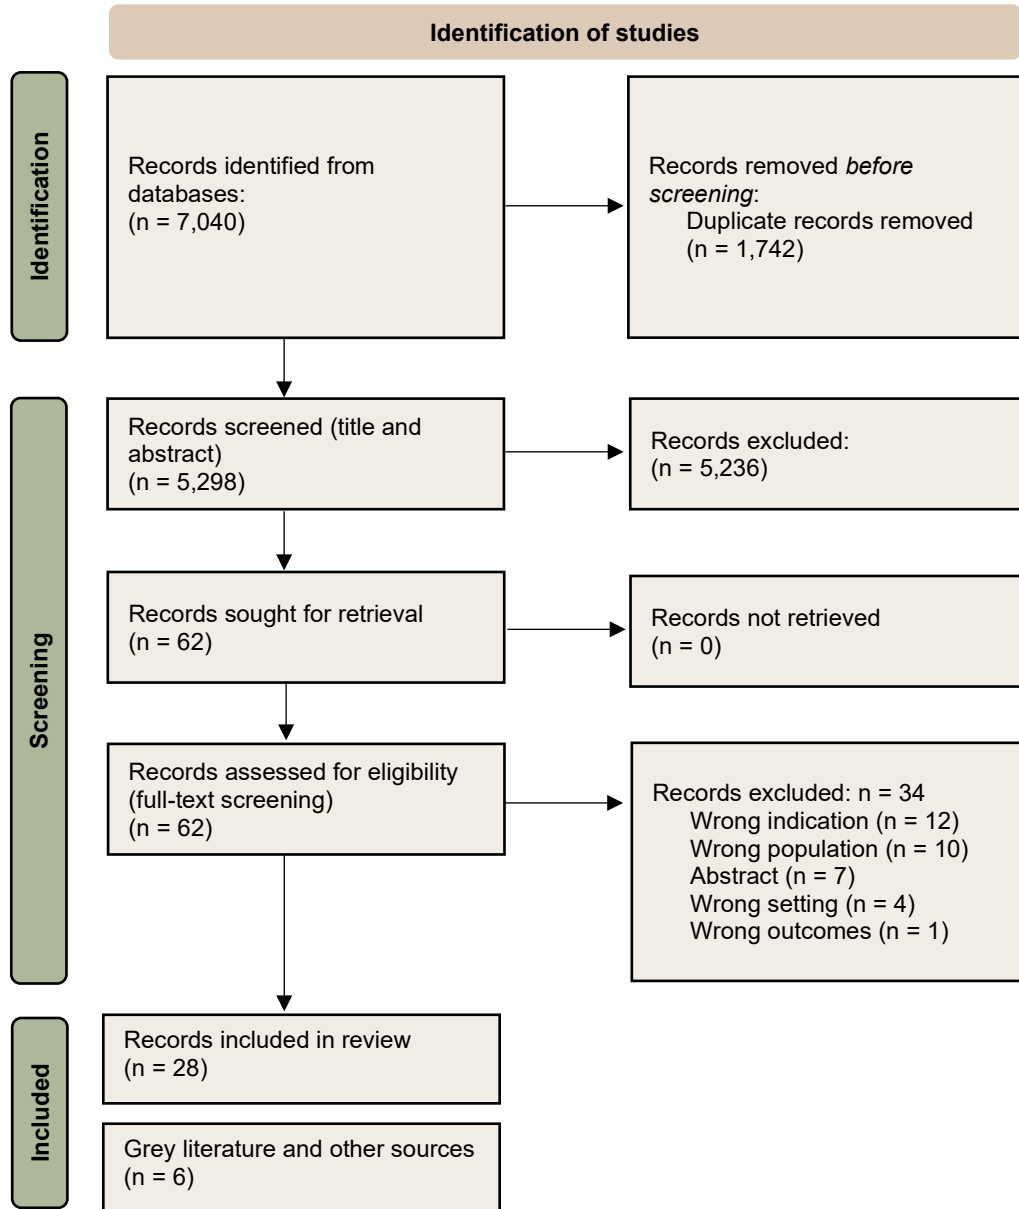 Identification of studies
Identification
Records identified from
databases:
(n = 7,040)
Records removed before
screening:
Duplicate records removed
(n = 1,742)
Screening
Records screened (title and
abstract)
(n = 5,298)
Records excluded:
(n = 5,236)
Records sought for retrieval
(n = 62)
Records not retrieved
(n = 0)
Records assessed for eligibility
(full-text screening)
(n = 62)
Records excluded: n = 34
Wrong indication (n = 12)
Wrong population (n = 10)
Abstract (n = 7)
Wrong setting (n = 4)
Wrong outcomes (n = 1)
Included
Records included in review
(n = 28)
Grey literature and other sources
(n = 6)